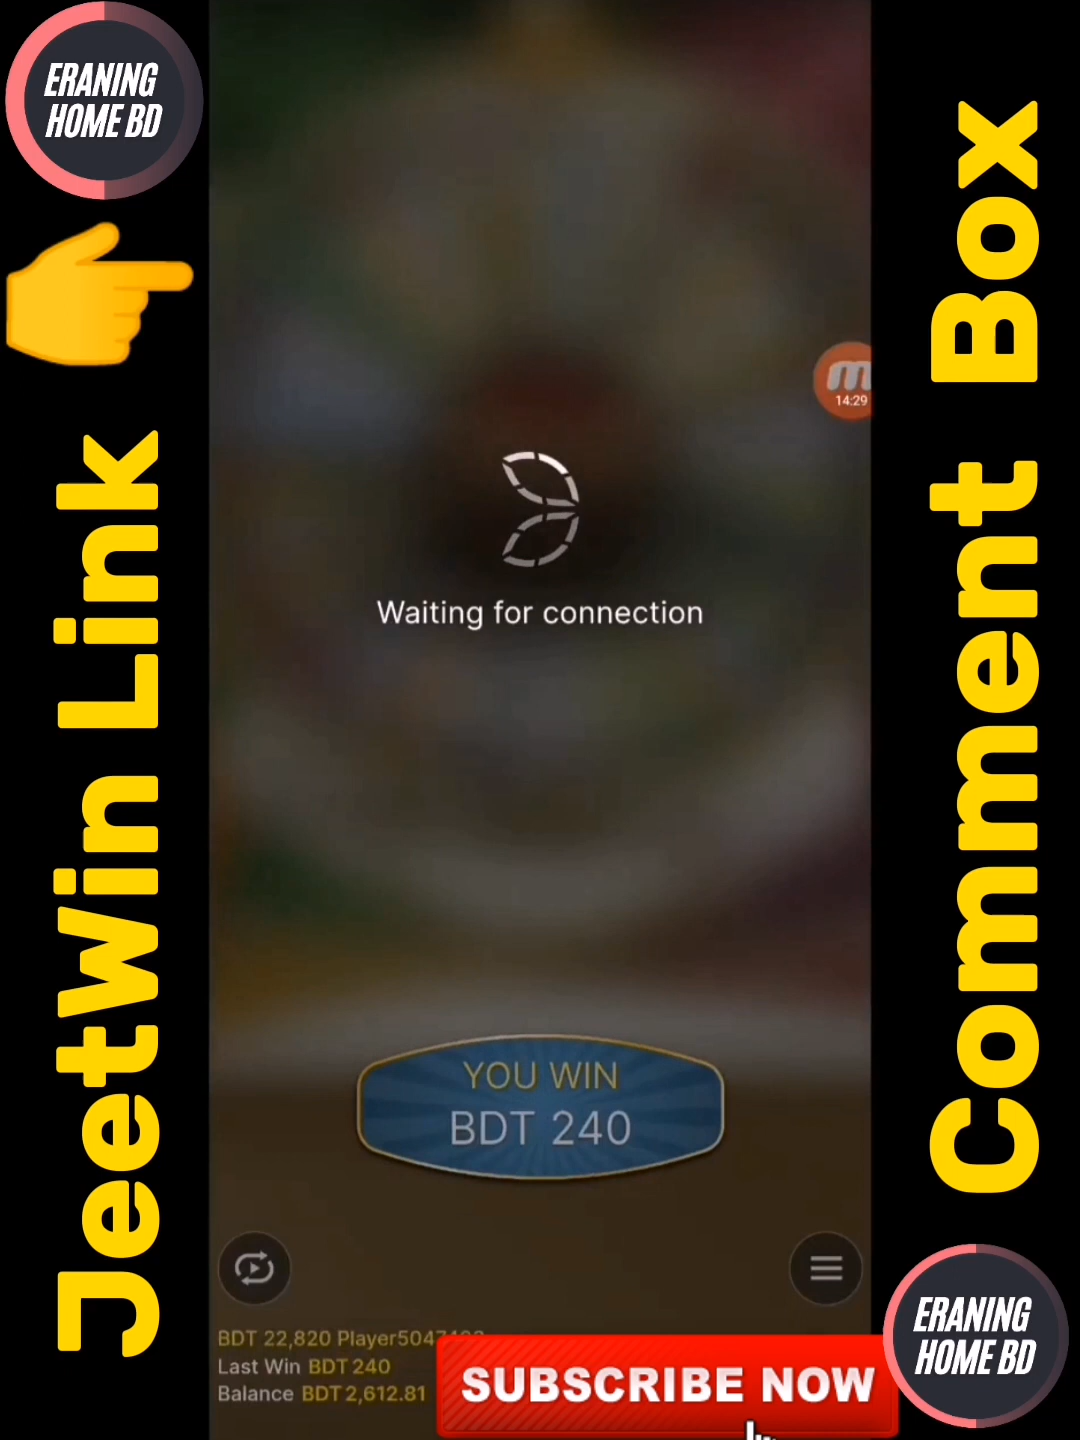 ERANING
HOME BD
JeetWin Link
Comment Box
14:29
Waiting for connection
YOU WIN
BDT 240
BDT 22,820 Player5047
Last Win BDT 240
Balance BDT 2,612.81
SUBSCRIBE NOW
ERANING
HOME BD